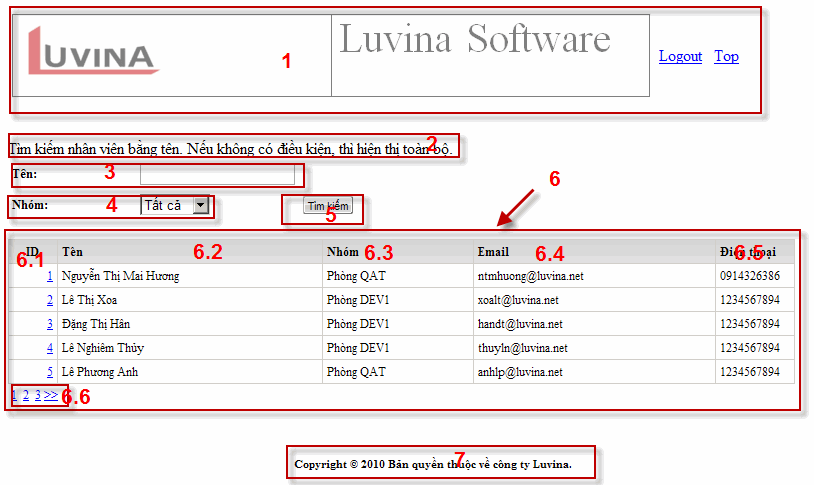 LUVINA
1
Luvina Software
Logout Top
Tìm kiếm nhân viên bằng tên. Nếu không có điều kiện, thì hiện thị toàn bộ.
2
Tên:
3
Nhóm: 4 Tất cả Tìm kiếm 5
6
ID Tên Nhóm Email Điện thoại
6.1 6.2 6.3 6.4 6.5
1 Nguyễn Thị Mai Hương Phòng QAT ntmhuong@luvina.net 0914326386
2 Lê Thị Xoa Phòng DEV1 xoalt@luvina.net 1234567894
3 Đặng Thị Hân Phòng DEV1 handt@luvina.net 1234567894
4 Lê Nghiêm Thủy Phòng DEV1 thuyln@luvina.net 1234567894
5 Lê Phương Anh Phòng QAT anhlp@luvina.net 1234567894
1 2 3 >> 6.6
7
Copyright © 2010 Bản quyền thuộc về công ty Luvina.